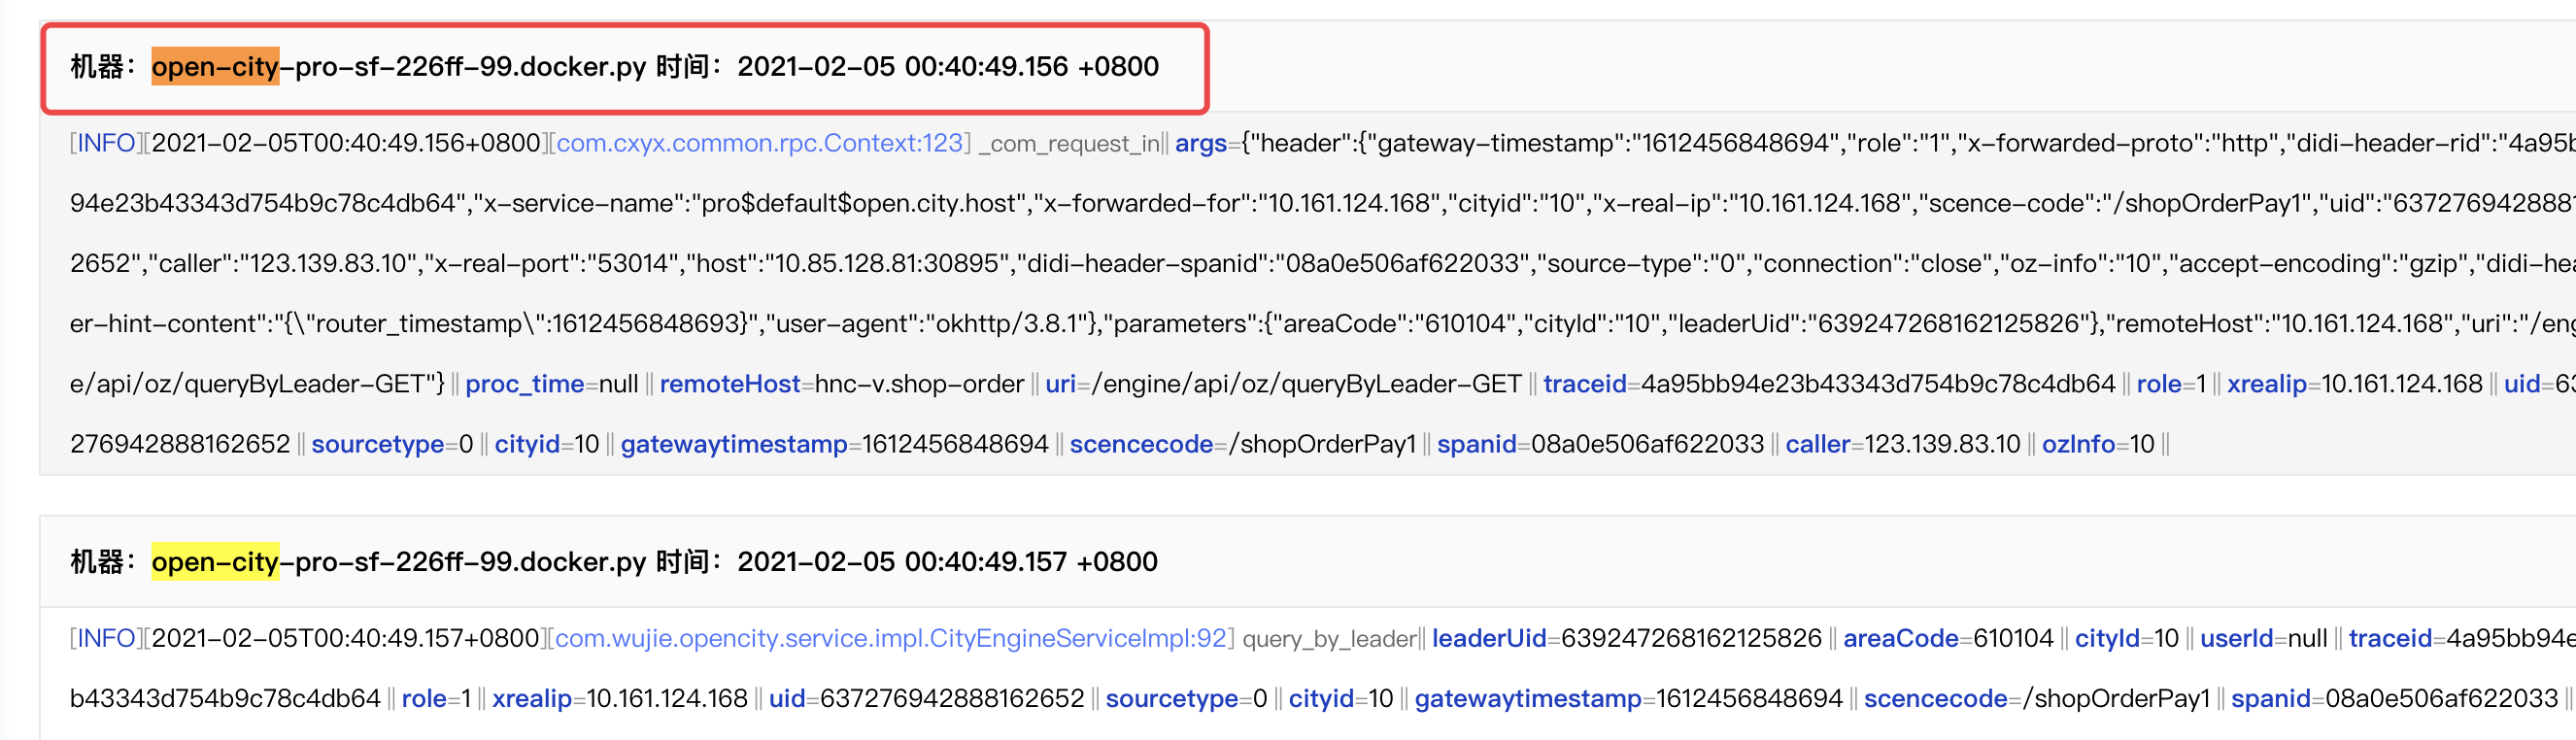 机器：open-city-pro-sf-226ff-99.docker.py 时间：2021-02-05 00:40:49.156 +0800
[INFO][2021-02-05T00:40:49.156+0800][com.cxyx.common.rpc.Context:123] _com_request_in|| args={"header":{"gateway-timestamp":"1612456848694","role":"1","x-forwarded-proto":"http","didi-header-rid":"4a95b
94e23b43343d754b9c78c4db64","x-service-name":"pro$default$open.city.host","x-forwarded-for":"10.161.124.168","cityid":"10","x-real-ip":"10.161.124.168","scence-code":"/shopOrderPay1","uid":"6372769428881
2652","caller":"123.139.83.10","x-real-port":"53014","host":"10.85.128.81:30895","didi-header-spanid":"08a0e506af622033","source-type":"0","connection":"close","oz-info":"10","accept-encoding":"gzip","didi-hea
er-hint-content":"{\"router_timestamp\":1612456848693}","user-agent":"okhttp/3.8.1"},"parameters":{"areaCode":"610104","cityId":"10","leaderUid":"639247268162125826"},"remoteHost":"10.161.124.168","uri":"/eng
e/api/oz/queryByLeader-GET"} || proc_time=null || remoteHost=hnc-v.shop-order || uri=/engine/api/oz/queryByLeader-GET || traceid=4a95bb94e23b43343d754b9c78c4db64 || role=1 || xrealip=10.161.124.168 || uid=63
276942888162652 || sourcetype=0 || cityid=10 || gatewaytimestamp=1612456848694 || scencecode=/shopOrderPay1 || spanid=08a0e506af622033 || caller=123.139.83.10 || ozInfo=10 ||
机器：open-city-pro-sf-226ff-99.docker.py 时间：2021-02-05 00:40:49.157 +0800
[INFO][2021-02-05T00:40:49.157+0800][com.wujie.opencity.service.impl.CityEngineServiceImpl:92] query_by_leader|| leaderUid=639247268162125826 || areaCode=610104 || cityId=10 || userId=null || traceid=4a95bb94e
b43343d754b9c78c4db64 || role=1 || xrealip=10.161.124.168 || uid=637276942888162652 || sourcetype=0 || cityid=10 || gatewaytimestamp=1612456848694 || scencecode=/shopOrderPay1 || spanid=08a0e506af622033 ||